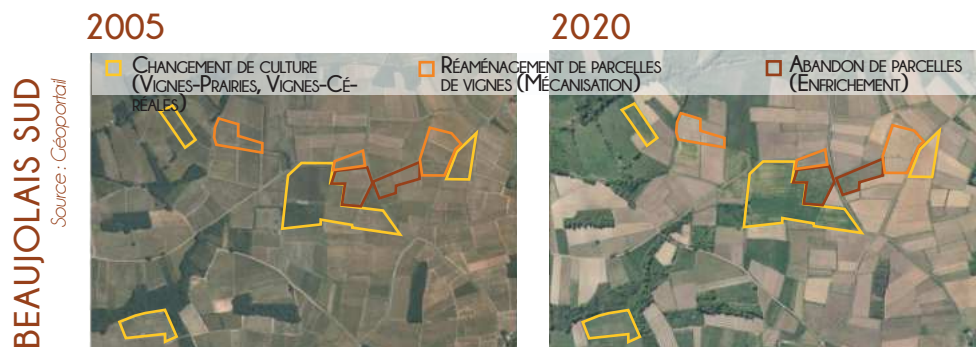 2005
2020
CHANGEMENT DE CULTURE
(VIGNES-PRAIRIES, VIGNES-CÉ-
RÉALES)
RÉAMÉNAGEMENT DE PARCELLES
DE VIGNES (MÉCANISATION)
ABANDON DE PARCELLES
(ENFRICHEMENT)
BEAUJOLAIS SUD
Source : Géoportail